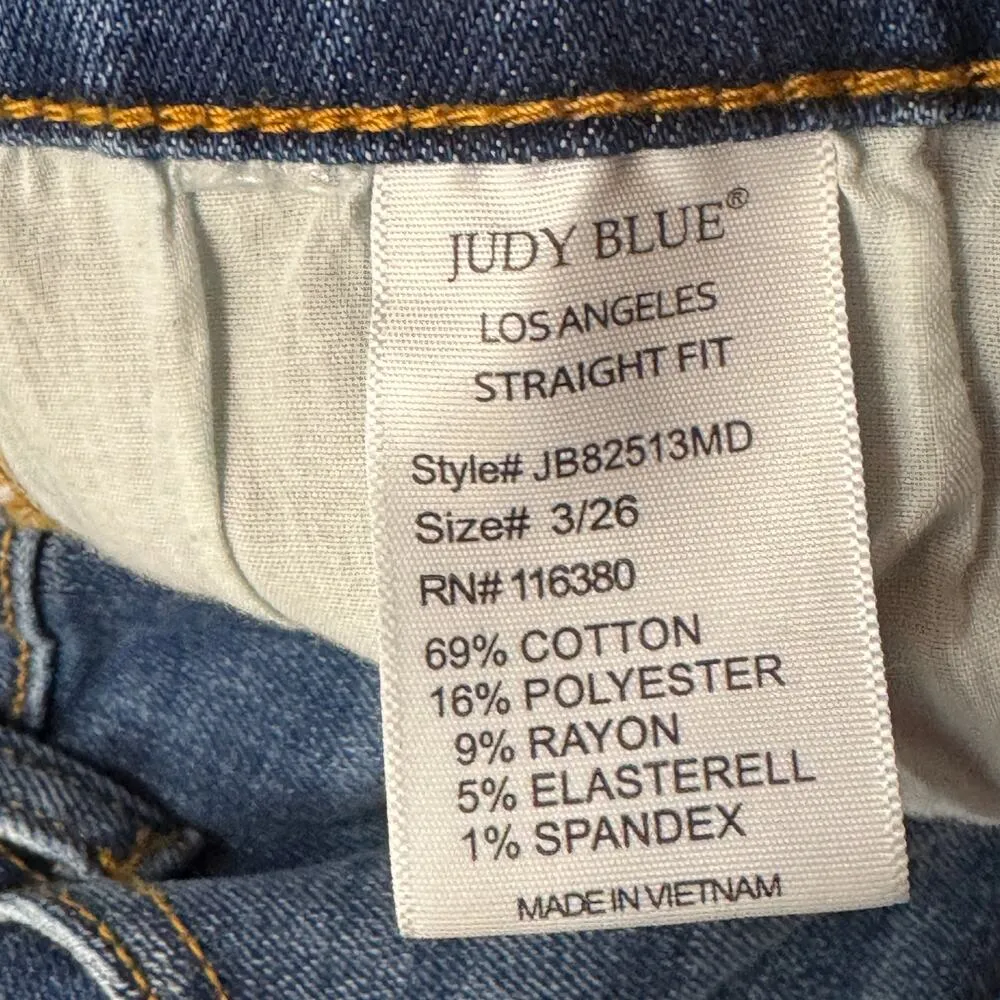 JUDY BLUE®
LOS ANGELES
STRAIGHT FIT
Style# JB82513MD
Size# 3/26
RN# 116380
69% COTTON
16% POLYESTER
9% RAYON
5% ELASTERELL
1% SPANDEX
MADE IN VIETNAM